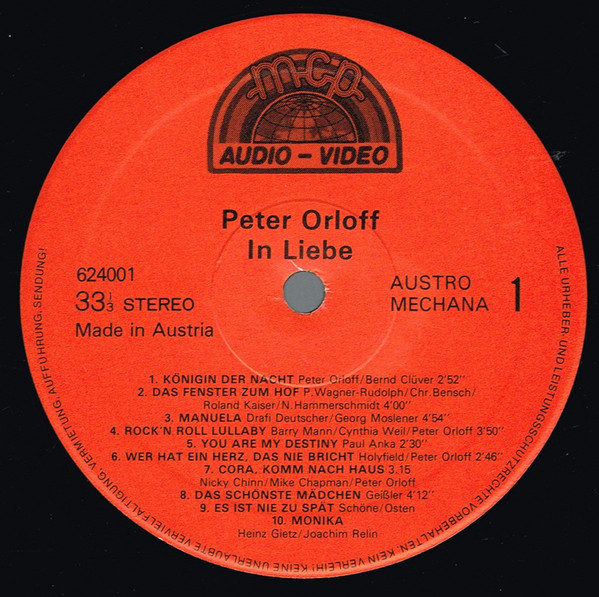 mcp
AUDIO – VIDEO
Peter Orloff
In Liebe
624001
33 1/3 STEREO
Made in Austria
AUSTRO
MECHANA
1
1. KÖNIGIN DER NACHT Peter Orloff/Bernd Clüver 2'52''
2. DAS FENSTER ZUM HOF P.Wagner-Rudolph/Chr.Bensch/
Roland Kaiser/N.Hammerschmidt 4'00''
3. MANUELA Drafi Deutscher/Georg Moslener 4'54''
4. ROCK'N ROLL LULLABY Barry Mann/Cynthia Weil/Peter Orloff 3'50''
5. YOU ARE MY DESTINY Paul Anka 2'30''
6. WER HAT EIN HERZ, DAS NIE BRICHT Holyfield/Peter Orloff 2'46''
7. CORA, KOMM NACH HAUS 3.15
Nicky Chinn/Mike Chapman/Peter Orloff
8. DAS SCHÖNSTE MÄDCHEN Geißler 4'12''
9. ES IST NIE ZU SPÄT Schöne/Osten
10. MONIKA
Heinz Gietz/Joachim Relin
ALLE URHEBER- UND LEISTUNGSSCHUTZRECHTE VORBEHALTEN. KEIN VERLEIH! KEINE UNERLAUBTE VERVIELFÄLTIGUNG, VERMIETUNG, AUFFÜHRUNG, SENDUNG!